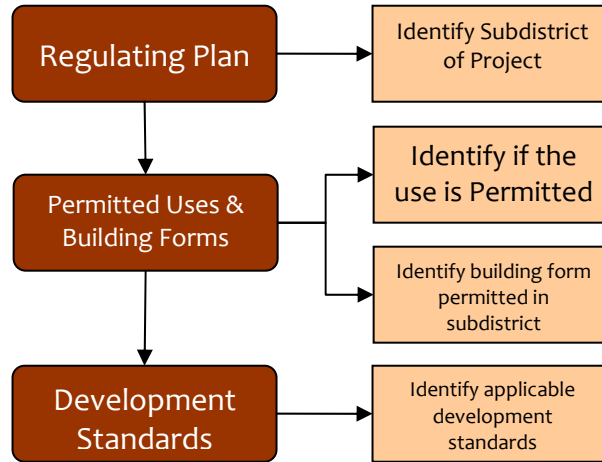 Regulating Plan
Identify Subdistrict
of Project
Permitted Uses &
Building Forms
Identify if the
use is Permitted
Identify building form
permitted in
subdistrict
Development
Standards
Identify applicable
development
standards